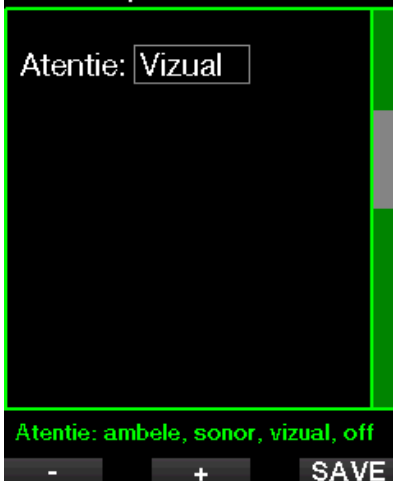 Atentie: Vizual
Atentie: ambele, sonor, vizual, off
- + SAVE